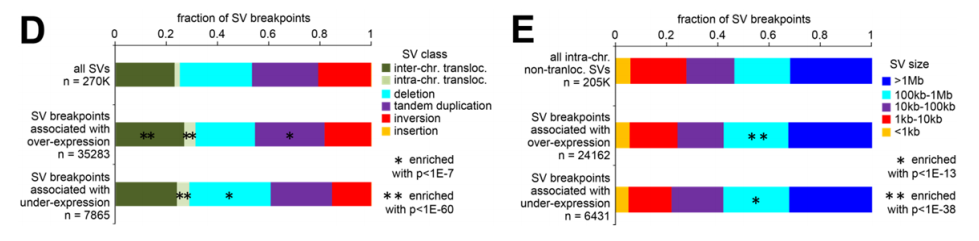 D
fraction of SV breakpoints
0 0.2 0.4 0.6 0.8 1
all SVs
n = 270K
SV breakpoints
associated with
over-expression
n = 35283
SV breakpoints
associated with
under-expression
n = 7865
** ** *
** *
SV class
inter-chr. transloc.
intra-chr. transloc.
deletion
tandem duplication
inversion
insertion
* enriched
with p<1E-7
** enriched
with p<1E-60
E
fraction of SV breakpoints
0 0.2 0.4 0.6 0.8 1
all intra-chr.
non-tranloc. SVs
n = 205K
SV breakpoints
associated with
over-expression
n = 24162
SV breakpoints
associated with
under-expression
n = 6431
**
*
SV size
>1Mb
100kb-1Mb
10kb-100kb
1kb-10kb
<1kb
* enriched
with p<1E-13
** enriched
with p<1E-38